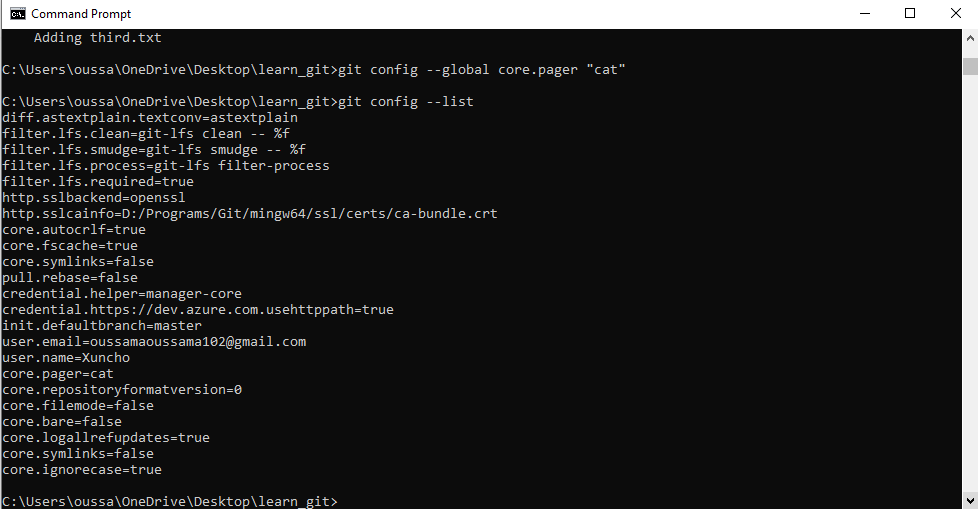 Command Prompt
Adding third.txt
C:\Users\oussa\OneDrive\Desktop\learn_git>git config --global core.pager "cat"
C:\Users\oussa\OneDrive\Desktop\learn_git>git config --list
diff.astextplain.textconv=astextplain
filter.lfs.clean=git-lfs clean -- %f
filter.lfs.smudge=git-lfs smudge -- %f
filter.lfs.process=git-lfs filter-process
filter.lfs.required=true
http.sslbackend=openssl
http.sslcainfo=D:/Programs/Git/mingw64/ssl/certs/ca-bundle.crt
core.autocrlf=true
core.fscache=true
core.symlinks=false
pull.rebase=false
credential.helper=manager-core
credential.https://dev.azure.com.usehttppath=true
init.defaultbranch=master
user.email=oussamaoussama102@gmail.com
user.name=Xuncho
core.pager=cat
core.repositoryformatversion=0
core.filemode=false
core.bare=false
core.logallrefupdates=true
core.symlinks=false
core.ignorecase=true
C:\Users\oussa\OneDrive\Desktop\learn_git>